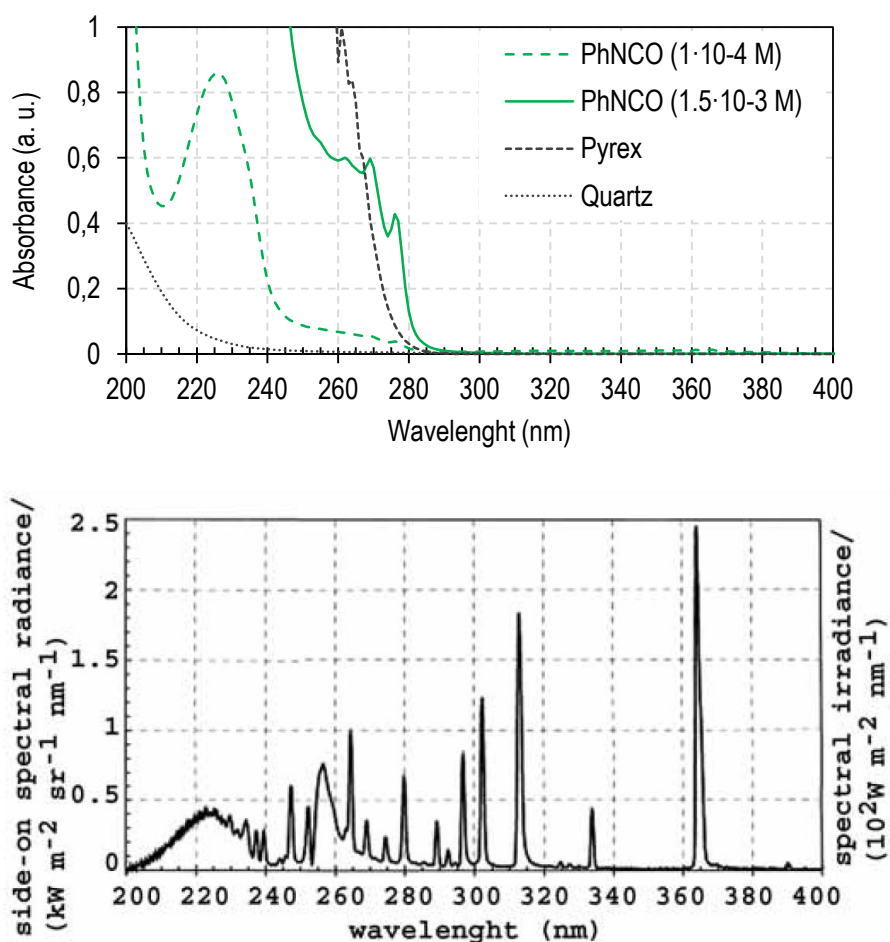 Absorbance (a. u.)
1
0,8
0,6
0,4
0,2
0
PhNCO (1·10-4 M)
PhNCO (1.5·10-3 M)
Pyrex
Quartz
200 220 240 260 280 300 320 340 360 380 400
Wavelenght (nm)
side-on spectral radiance/
(kW m-2 sr-1 nm-1)
2.5
2
1.5
1
0.5
0
spectral irradiance/
(10²W m-2 nm-1)
200 220 240 260 280 300 320 340 360 380 400
wavelenght (nm)